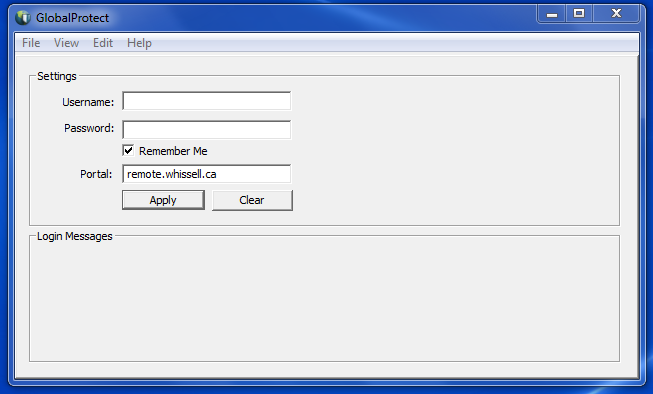 GlobalProtect
File View Edit Help
Settings
Username:
Password:
Remember Me
Portal: remote.whissell.ca
Apply Clear
Login Messages